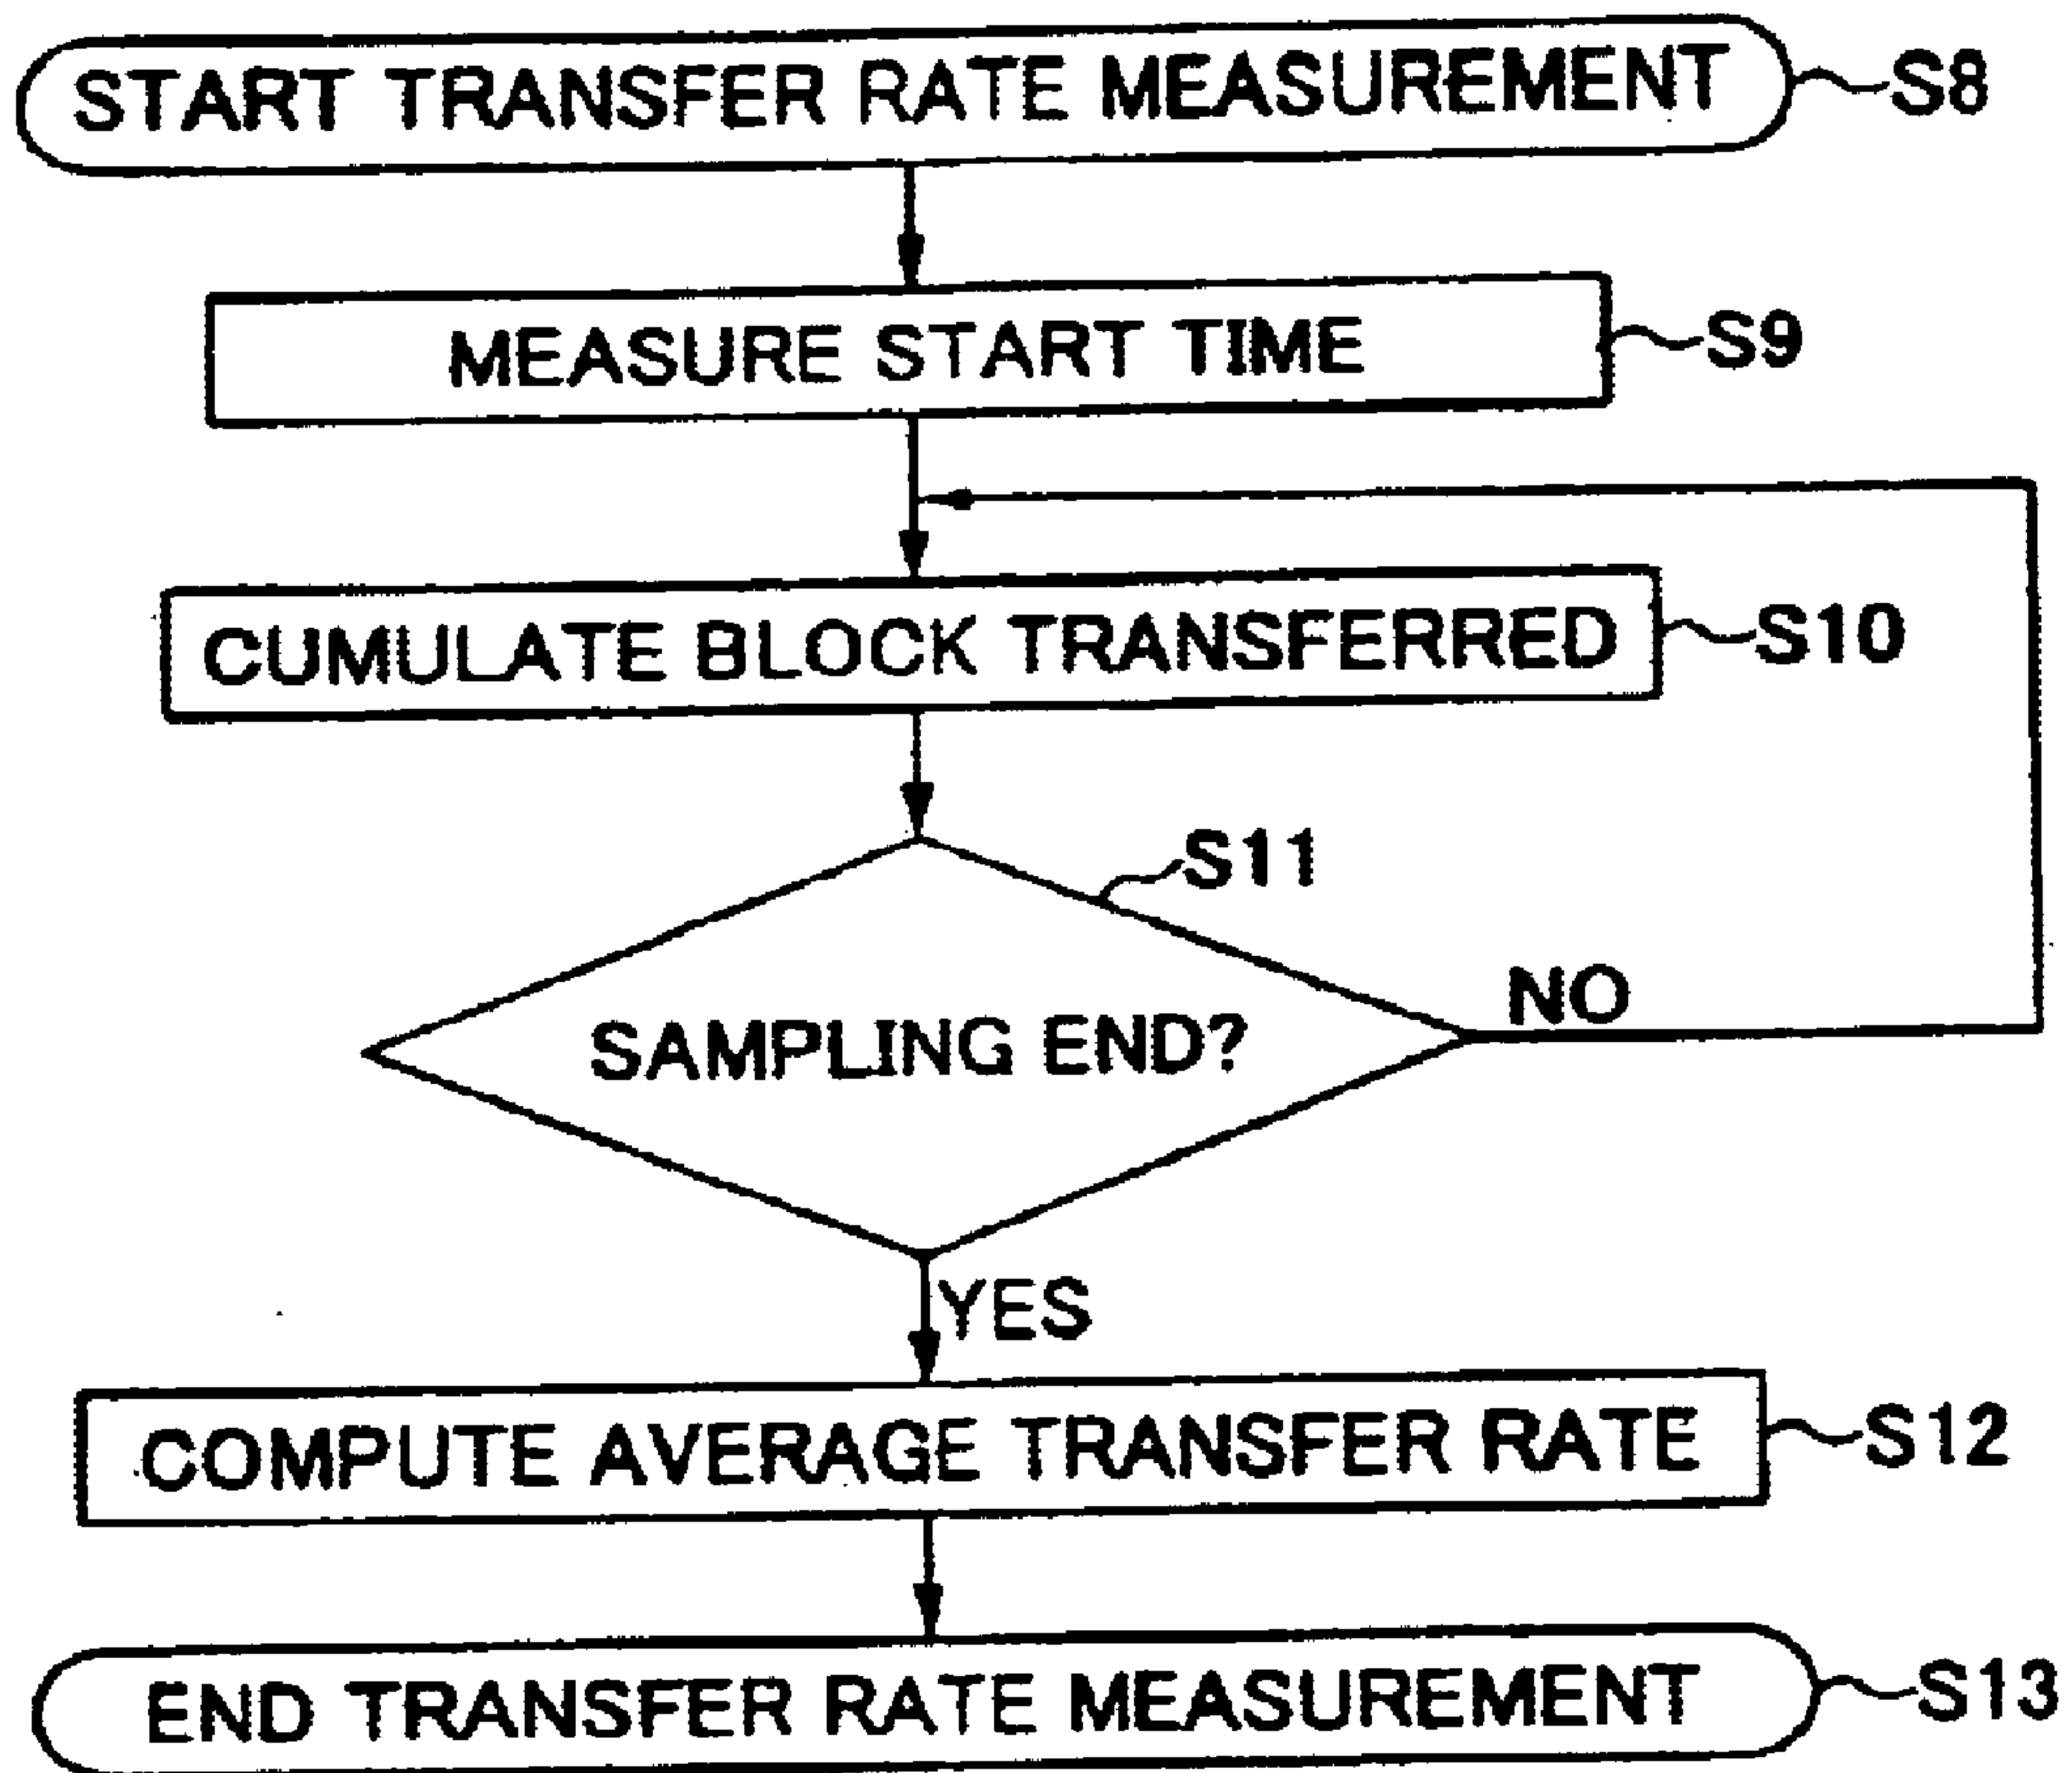 START TRANSFER RATE MEASUREMENT
S8
MEASURE START TIME
S9
CUMULATE BLOCK TRANSFERRED
S10
S11
SAMPLING END?
NO
YES
COMPUTE AVERAGE TRANSFER RATE
S12
END TRANSFER RATE MEASUREMENT
S13